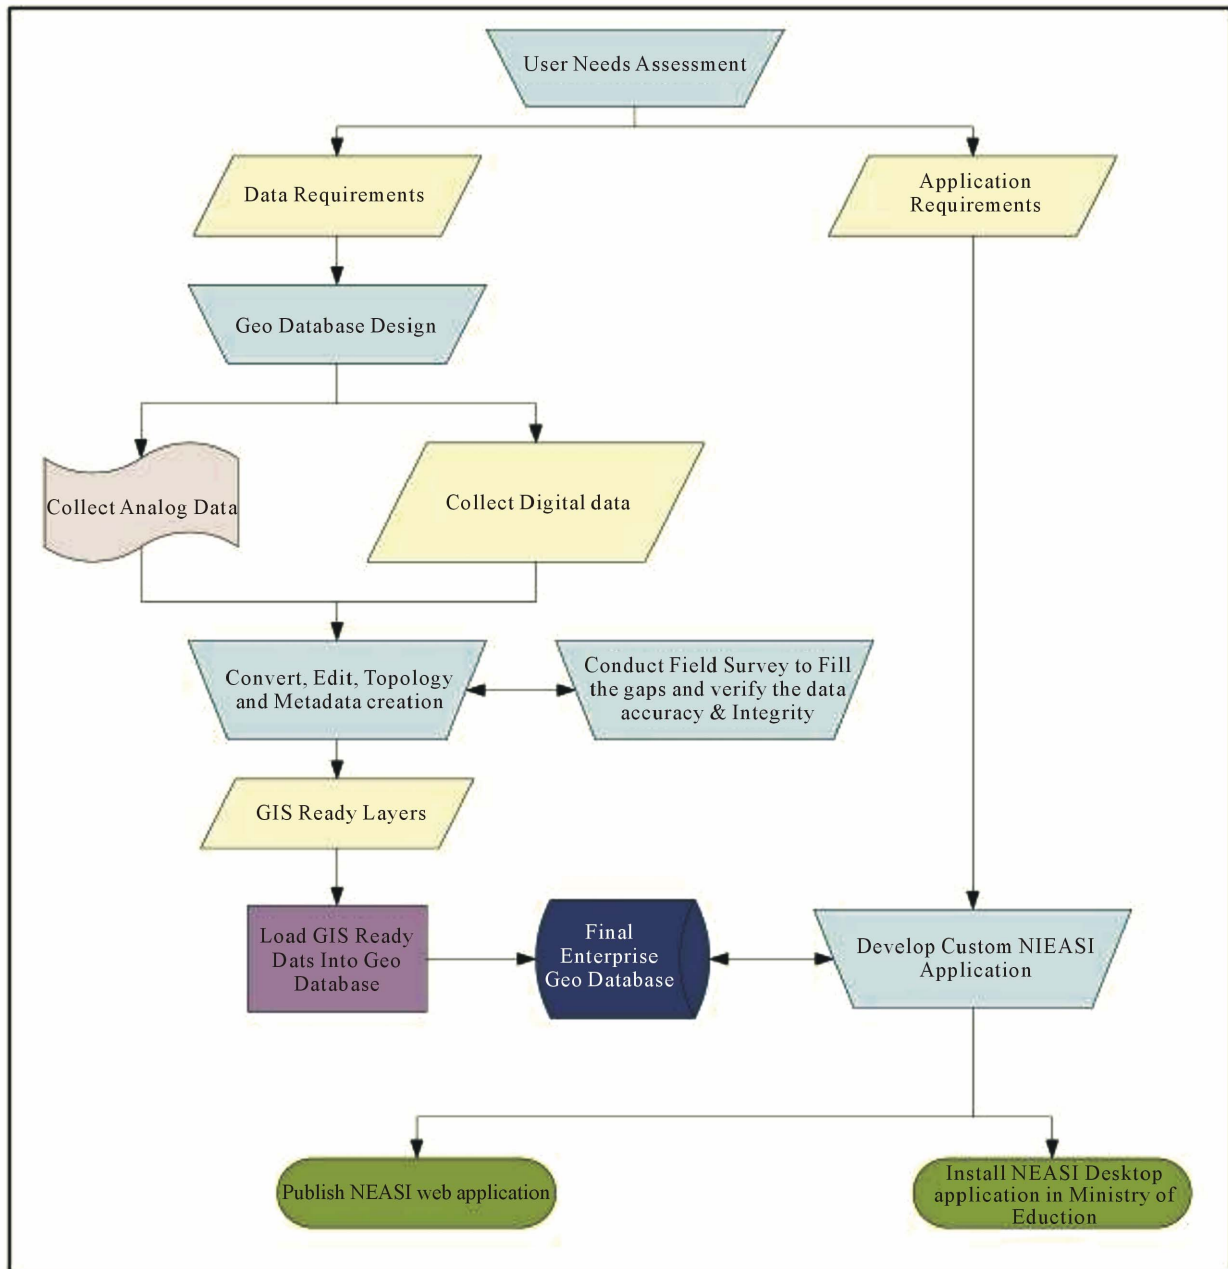 User Needs Assessment
Data Requirements
Application
Requirements
Geo Database Design
Collect Analog Data
Collect Digital data
Convert, Edit, Topology
and Metadata creation
Conduct Field Survey to Fill
the gaps and verify the data
accuracy & Integrity
GIS Ready Layers
Load GIS Ready
Dats Into Geo
Database
Final
Enterprise
Geo Database
Develop Custom NIEASI
Application
Publish NEASI web application
Install NEASI Desktop
application in Ministry of
Eduction